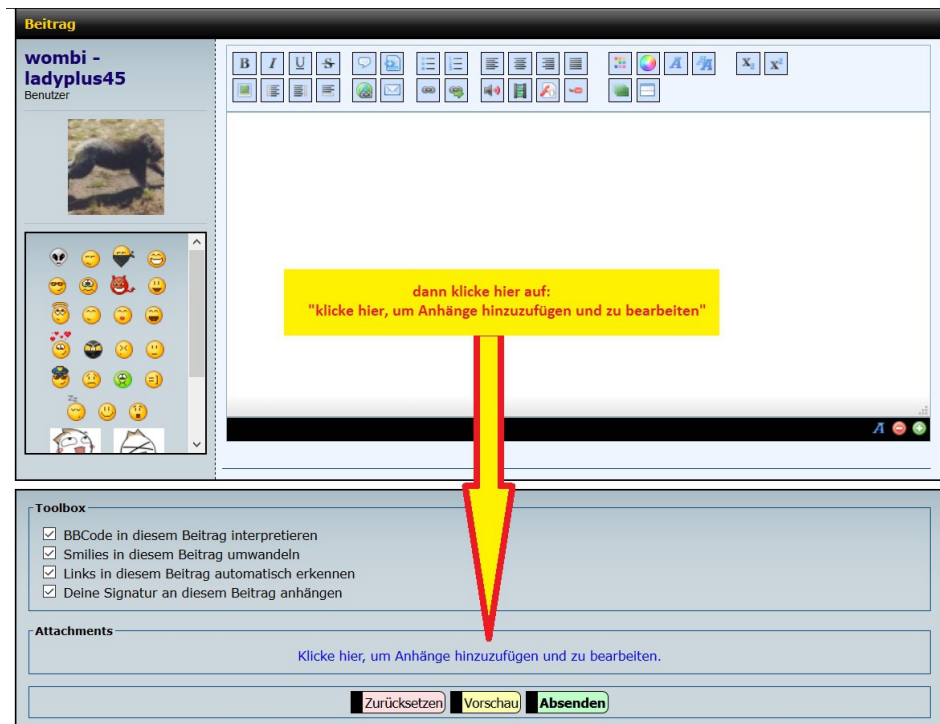 Beitrag
wombi -
ladyplus45
Benutzer
dann klicke hier auf:
"klicke hier, um Anhänge hinzuzufügen und zu bearbeiten"
Toolbox
BBCode in diesem Beitrag interpretieren
Smilies in diesem Beitrag umwandeln
Links in diesem Beitrag automatisch erkennen
Deine Signatur an diesem Beitrag anhängen
Attachments
Klicke hier, um Anhänge hinzuzufügen und zu bearbeiten.
Zurücksetzen Vorschau Absenden